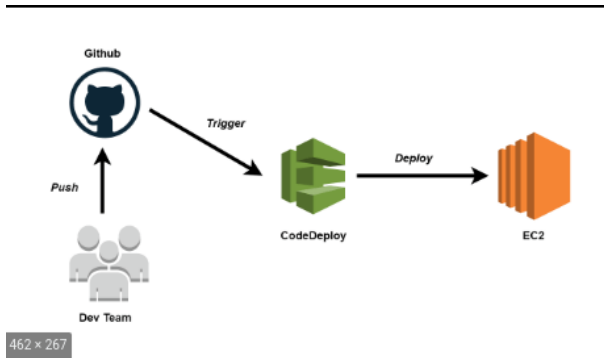 Github
Trigger
Deploy
Push
CodeDeploy
EC2
Dev Team
462 × 267